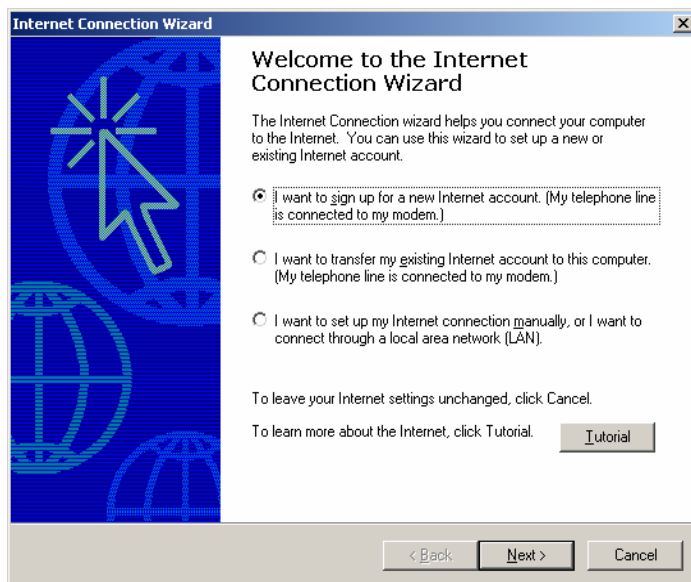 Internet Connection Wizard
Welcome to the Internet
Connection Wizard
The Internet Connection wizard helps you connect your computer
to the Internet. You can use this wizard to set up a new or
existing Internet account.
I want to sign up for a new Internet account. (My telephone line
is connected to my modem.)
I want to transfer my existing Internet account to this computer.
(My telephone line is connected to my modem.)
I want to set up my Internet connection manually, or I want to
connect through a local area network (LAN).
To leave your Internet settings unchanged, click Cancel.
To learn more about the Internet, click Tutorial.
Tutorial
< Back
Next >
Cancel